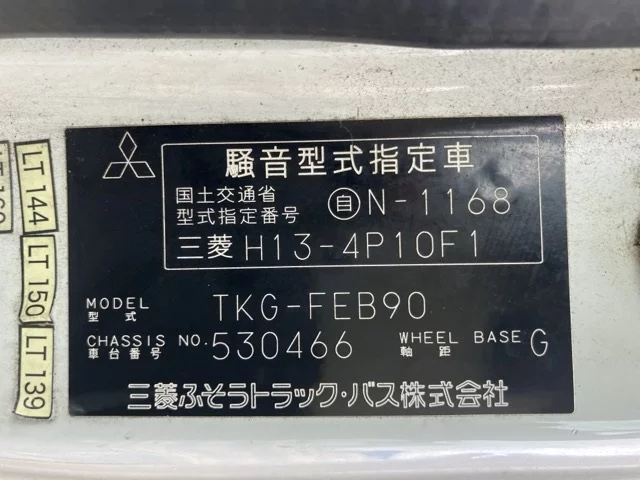 騒音型式指定車
国土交通省
型式指定番号 自 N-1168
三菱 H13-4P10F1
MODEL TKG-FEB90
型式
CHASSIS NO. 530466 WHEEL BASE G
車台番号 軸距
三菱ふそうトラック・バス株式会社
LT 144
LT 150
LT 139